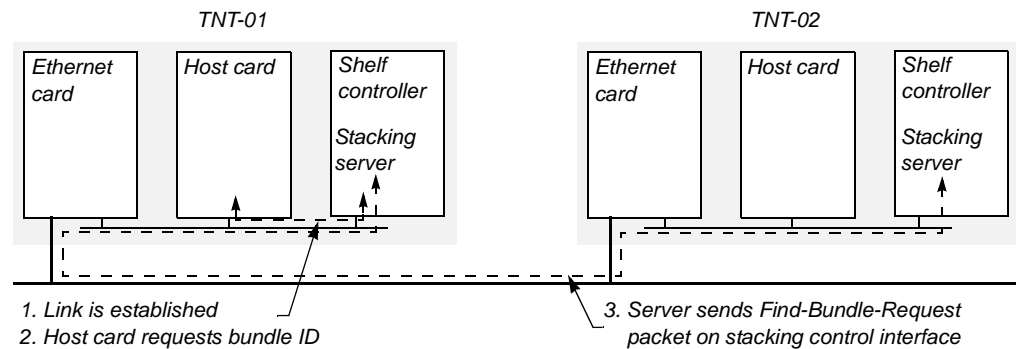 TNT-01
TNT-02
Ethernet
card
Host card
Shelf
controller
Stacking
server
Ethernet
card
Host card
Shelf
controller
Stacking
server
1. Link is established
2. Host card requests bundle ID
3. Server sends Find-Bundle-Request
packet on stacking control interface